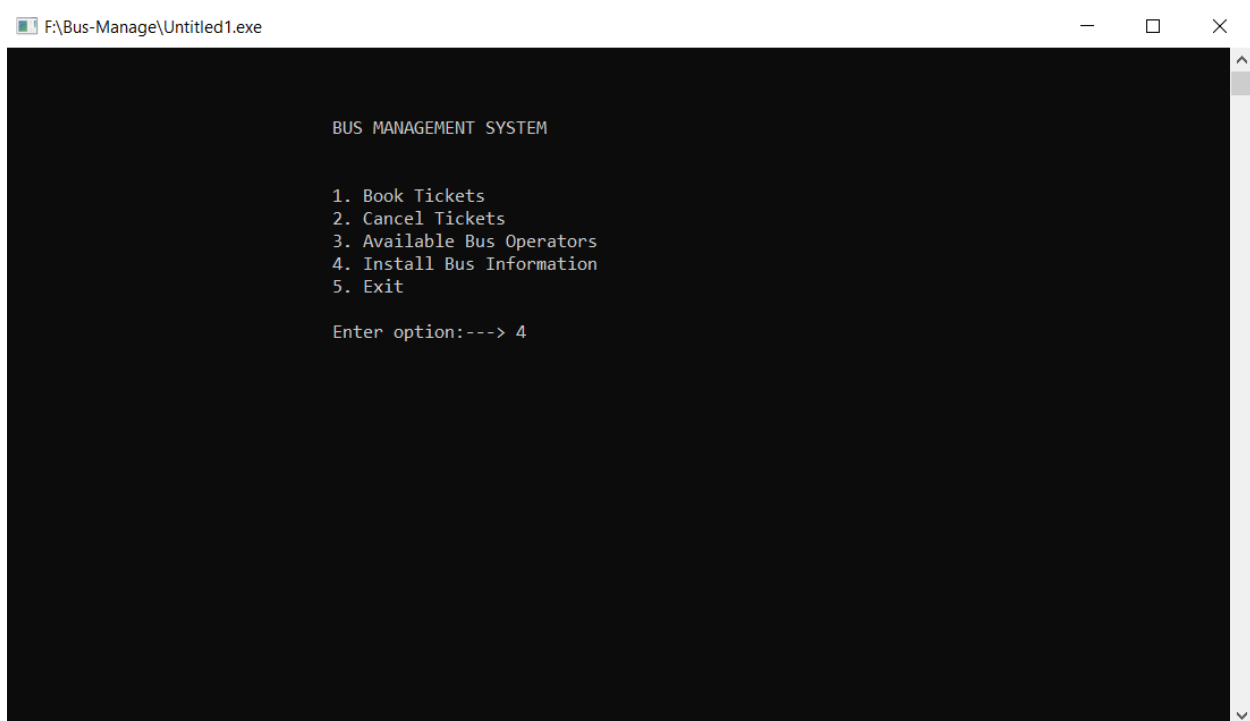 F:\Bus-Manage\Untitled1.exe
BUS MANAGEMENT SYSTEM
1. Book Tickets
2. Cancel Tickets
3. Available Bus Operators
4. Install Bus Information
5. Exit
Enter option:---> 4